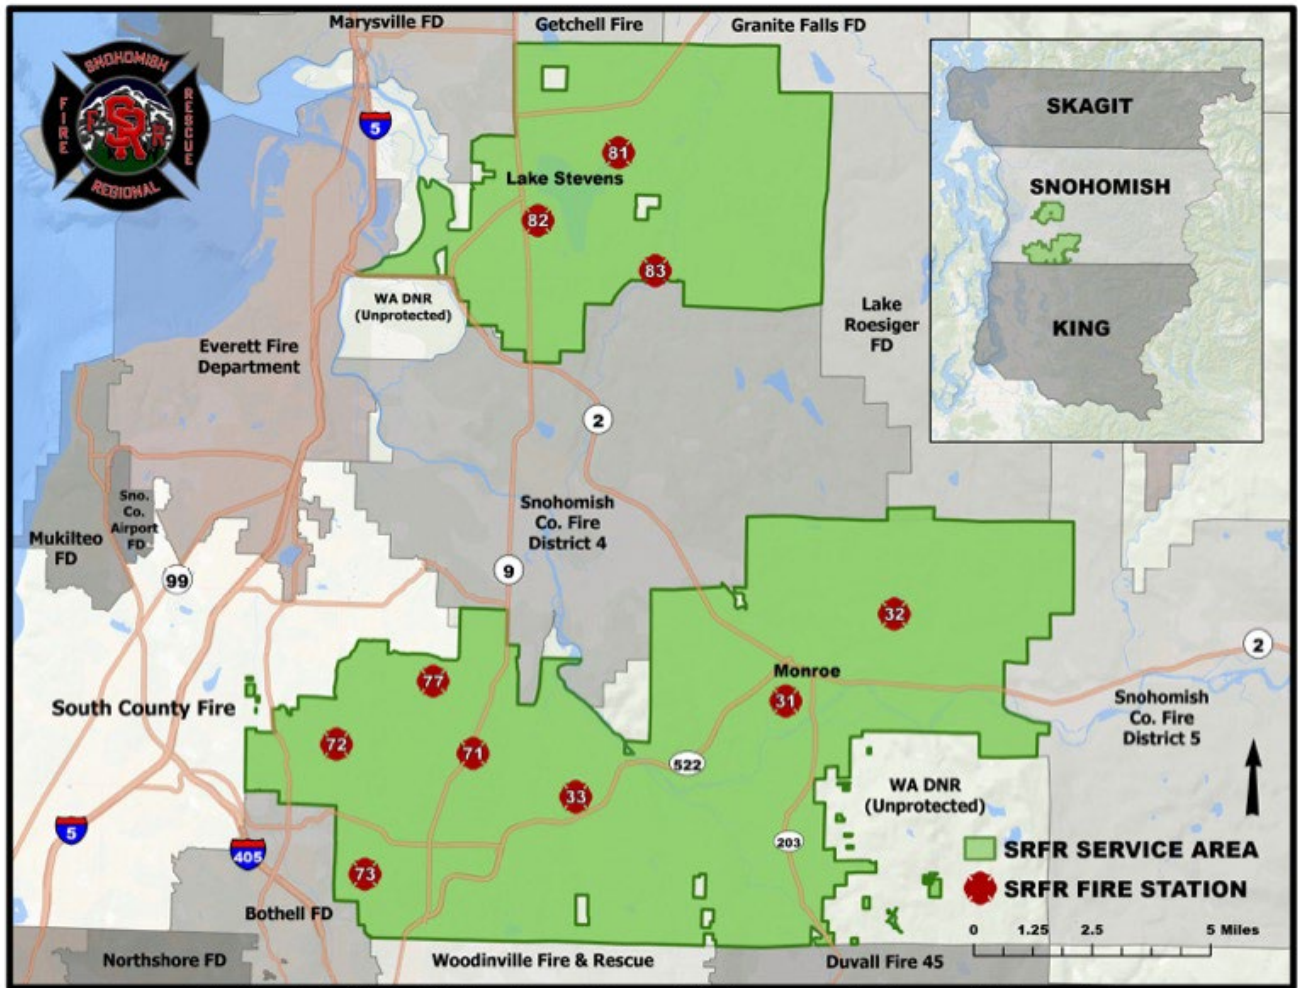 Marysville FD
Getchell Fire
Granite Falls FD
SNOHOMISH
FIRE
RESCUE
REGIONAL
SR
F
R
5
81
Lake Stevens
82
83
SKAGIT
SNOHOMISH
KING
WA DNR
(Unprotected)
Lake
Roesiger
FD
Everett Fire
Department
2
Sno.
Co.
Airport
FD
Mukilteo
FD
99
Snohomish
Co. Fire
District 4
9
32
2
77
Monroe
31
South County Fire
72
71
522
Snohomish
Co. Fire
District 5
33
WA DNR
(Unprotected)
5
405
203
SRFR SERVICE AREA
73
SRFR FIRE STATION
Bothell FD
0 1.25 2.5 5 Miles
Northshore FD
Woodinville Fire & Rescue
Duvall Fire 45